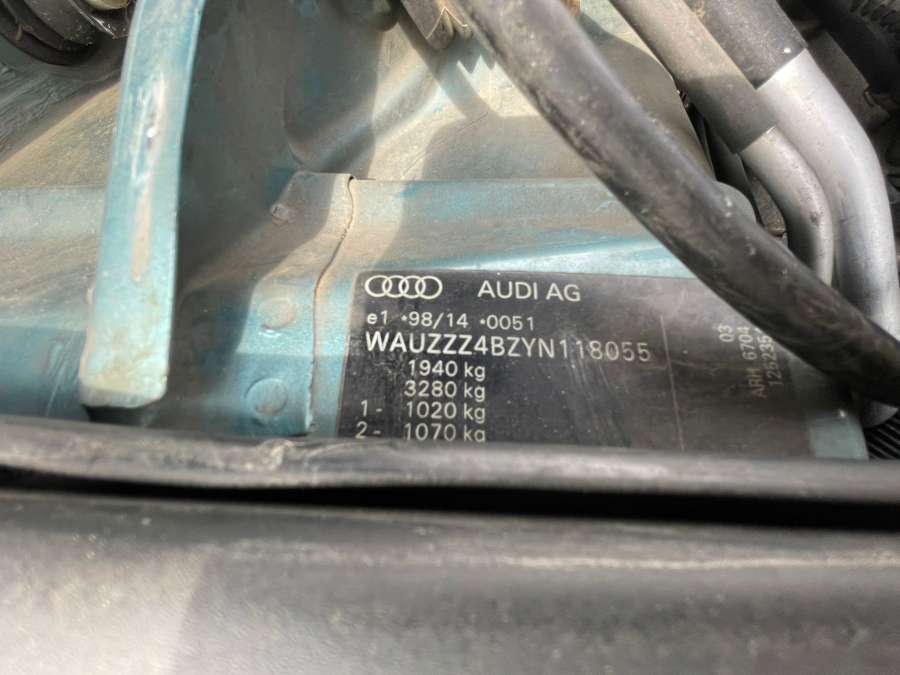 AUDI AG
e1 *98/14 *0051
WAUZZZ4BZYN118055
1940 kg
3280 kg
1- 1020 kg
2- 1070 kg
03
ARM 6704